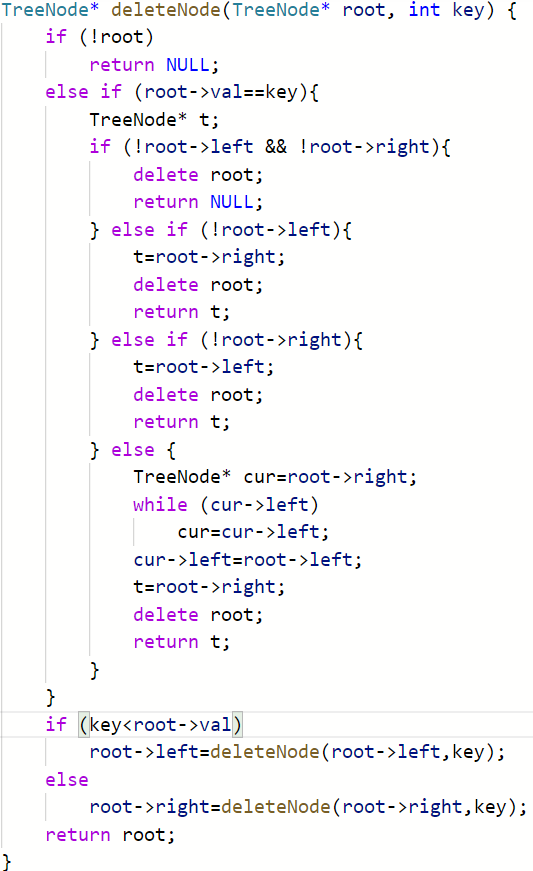 TreeNode* deleteNode(TreeNode* root, int key) {
    if (!root)
        return NULL;
    else if (root->val==key){
        TreeNode* t;
        if (!root->left && !root->right){
            delete root;
            return NULL;
        } else if (!root->left){
            t=root->right;
            delete root;
            return t;
        } else if (!root->right){
            t=root->left;
            delete root;
            return t;
        } else {
            TreeNode* cur=root->right;
            while (cur->left)
                cur=cur->left;
            cur->left=root->left;
            t=root->right;
            delete root;
            return t;
        }
    }
    if (key<root->val)
        root->left=deleteNode(root->left,key);
    else
        root->right=deleteNode(root->right,key);
    return root;
}